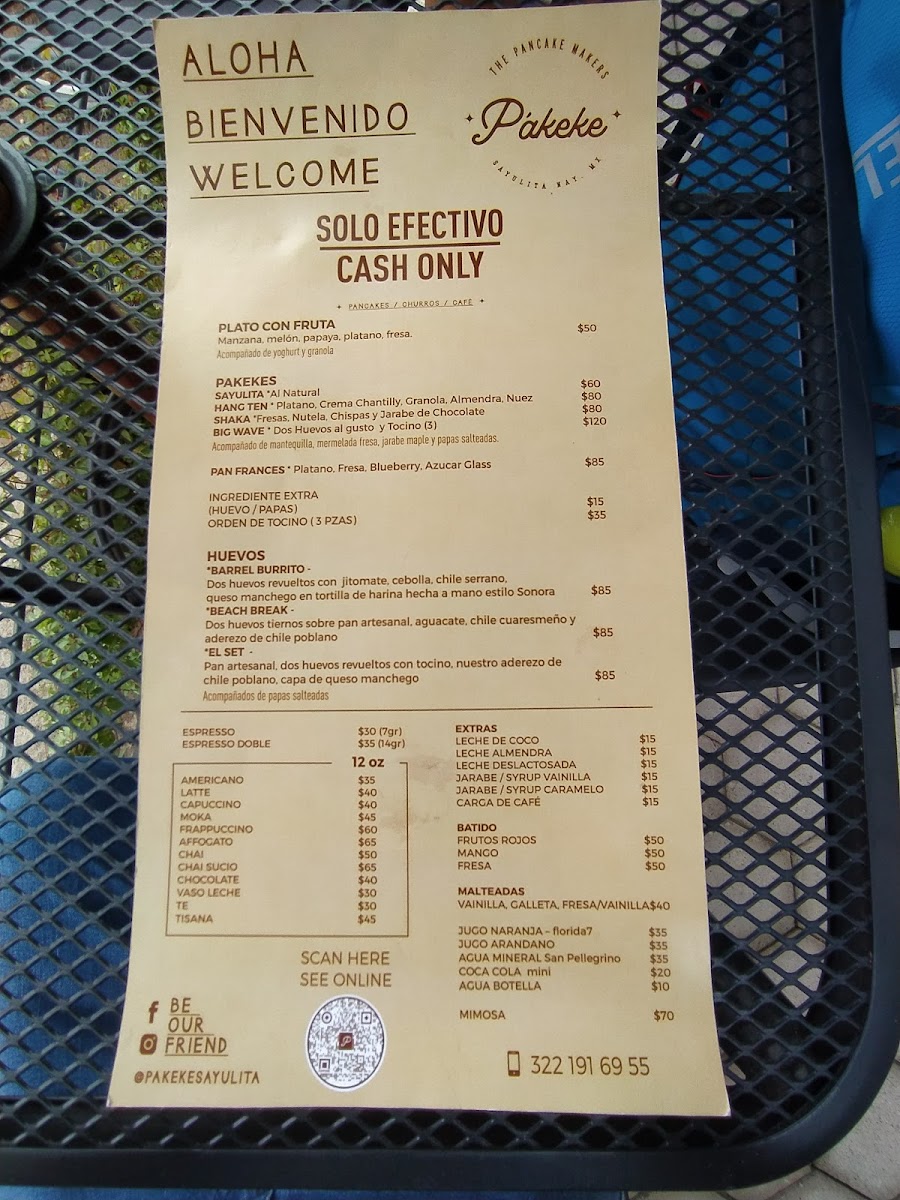 ALOHA
BIENVENIDO
WELCOME
THE PANCAKE MAKERS
Pákeke
SAYULITA, NAY. MX
SOLO EFECTIVO
CASH ONLY
PANCAKES / CHURROS / CAFÉ
PLATO CON FRUTA
Manzana, melón, papaya, platano, fresa. $50
Acompañado de yoghurt y granola
PAKEKES
SAYULITA *Al Natural $60
HANG TEN * Platano, Crema Chantilly, Granola, Almendra, Nuez $80
SHAKA *Fresas, Nutela, Chispas y Jarabe de Chocolate $80
BIG WAVE * Dos Huevos al gusto y Tocino (3) $120
Acompañado de mantequilla, mermelada fresa, jarabe maple y papas salteadas.
PAN FRANCES * Platano, Fresa, Blueberry, Azucar Glass $85
INGREDIENTE EXTRA
(HUEVO / PAPAS) $15
ORDEN DE TOCINO ( 3 PZAS) $35
HUEVOS
*BARREL BURRITO -
Dos huevos revueltos con jitomate, cebolla, chile serrano,
queso manchego en tortilla de harina hecha a mano estilo Sonora $85
*BEACH BREAK -
Dos huevos tiernos sobre pan artesanal, aguacate, chile cuaresmeño y
aderezo de chile poblano $85
*EL SET -
Pan artesanal, dos huevos revueltos con tocino, nuestro aderezo de
chile poblano, capa de queso manchego $85
Acompañados de papas salteadas
ESPRESSO $30 (7gr)
ESPRESSO DOBLE $35 (14gr)
12 oz
AMERICANO $35
LATTE $40
CAPUCCINO $40
MOKA $45
FRAPPUCCINO $60
AFFOGATO $65
CHAI $50
CHAI SUCIO $65
CHOCOLATE $40
VASO LECHE $30
TE $30
TISANA $45
EXTRAS
LECHE DE COCO $15
LECHE ALMENDRA $15
LECHE DESLACTOSADA $15
JARABE / SYRUP VAINILLA $15
JARABE / SYRUP CARAMELO $15
CARGA DE CAFÉ $15
BATIDO
FRUTOS ROJOS $50
MANGO $50
FRESA $50
MALTEADAS
VAINILLA, GALLETA, FRESA/VAINILLA$40
JUGO NARANJA – florida7 $35
JUGO ARANDANO $35
AGUA MINERAL San Pellegrino $35
COCA COLA mini $20
AGUA BOTELLA $10
MIMOSA $70
SCAN HERE
SEE ONLINE
BE
OUR
FRIEND
@PAKEKESAYULITA
322 191 69 55